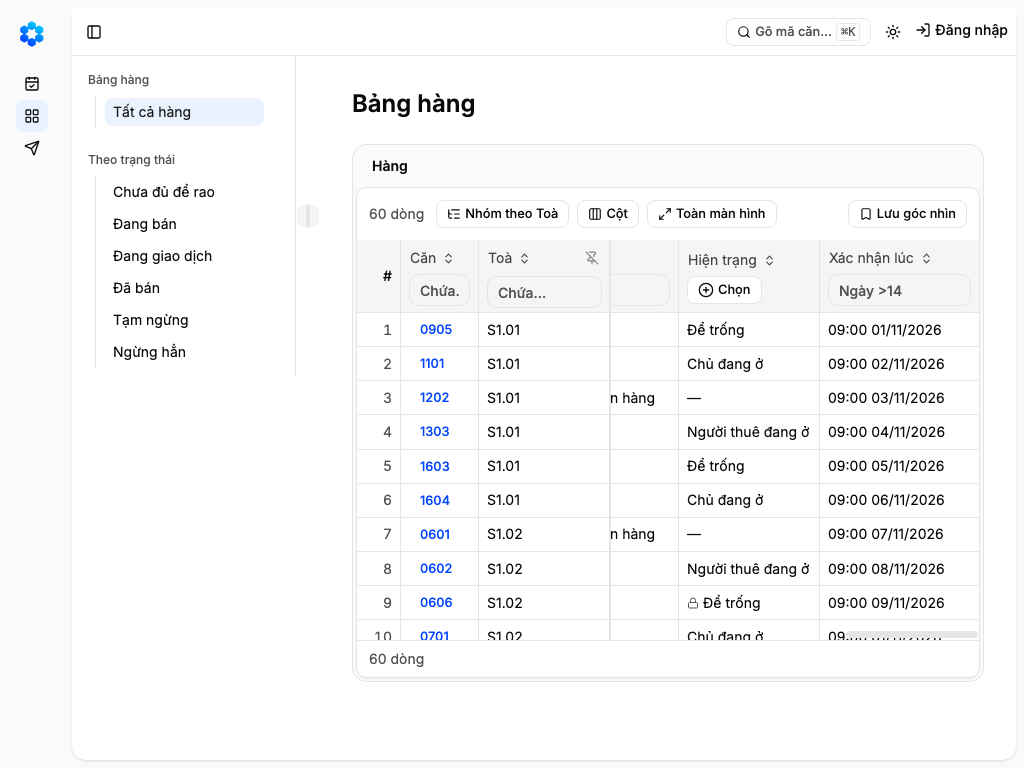 Gõ mã căn... ⌘K
Đăng nhập
Bảng hàng
Tất cả hàng
Theo trạng thái
Chưa đủ để rao
Đang bán
Đang giao dịch
Đã bán
Tạm ngừng
Ngừng hẳn
Bảng hàng
Hàng
60 dòng Nhóm theo Toà Cột Toàn màn hình Lưu góc nhìn
# Căn Toà Hiện trạng Xác nhận lúc
Chứa. Chứa... Chọn Ngày >14
1 0905 S1.01 Để trống 09:00 01/11/2026
2 1101 S1.01 Chủ đang ở 09:00 02/11/2026
3 1202 S1.01 n hàng — 09:00 03/11/2026
4 1303 S1.01 Người thuê đang ở 09:00 04/11/2026
5 1603 S1.01 Để trống 09:00 05/11/2026
6 1604 S1.01 Chủ đang ở 09:00 06/11/2026
7 0601 S1.02 n hàng — 09:00 07/11/2026
8 0602 S1.02 Người thuê đang ở 09:00 08/11/2026
9 0606 S1.02 Để trống 09:00 09/11/2026
10 0701 S1.02 Chủ đang ở
60 dòng